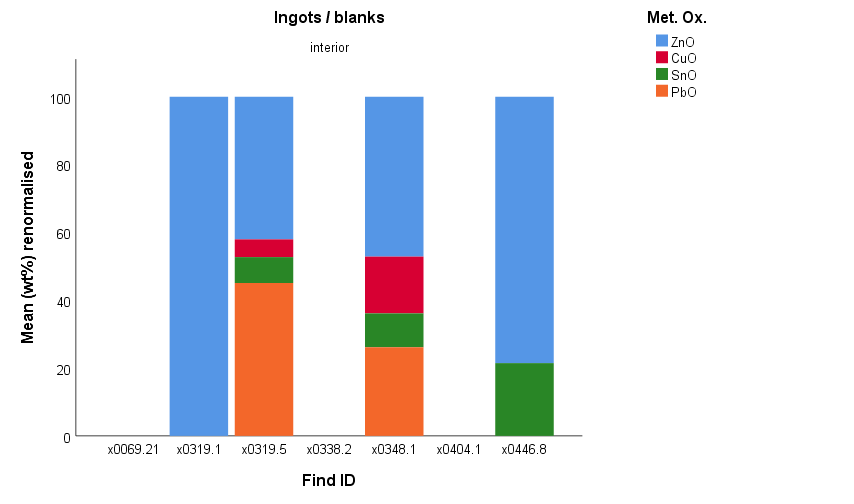 Ingots / blanks
interior
Met. Ox.
ZnO
CuO
SnO
PbO
Mean (wt%) renormalised
100
80
60
40
20
0
x0069.21 x0319.1 x0319.5 x0338.2 x0348.1 x0404.1 x0446.8
Find ID